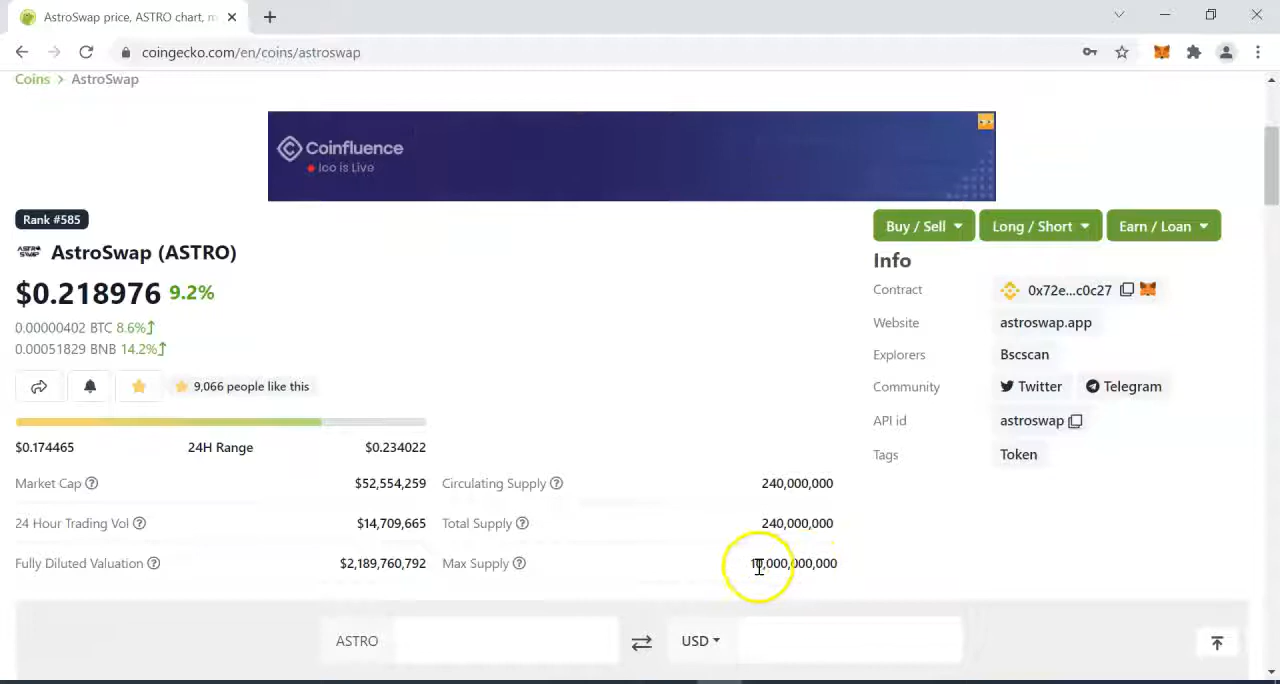 AstroSwap price, ASTRO chart, m
coingecko.com/en/coins/astroswap
Coins > AstroSwap
Coinfluence
Ico is Live
Rank #585
AstroSwap (ASTRO)
$0.218976 9.2%
0.00000402 BTC 8.6%
0.00051829 BNB 14.2%
9,066 people like this
$0.174465 24H Range $0.234022
Market Cap $52,554,259 Circulating Supply 240,000,000
24 Hour Trading Vol $14,709,665 Total Supply 240,000,000
Fully Diluted Valuation $2,189,760,792 Max Supply 10,000,000,000
Buy / Sell Long / Short Earn / Loan
Info
Contract 0x72e...c0c27
Website astroswap.app
Explorers Bscscan
Community Twitter Telegram
API id astroswap
Tags Token
ASTRO USD